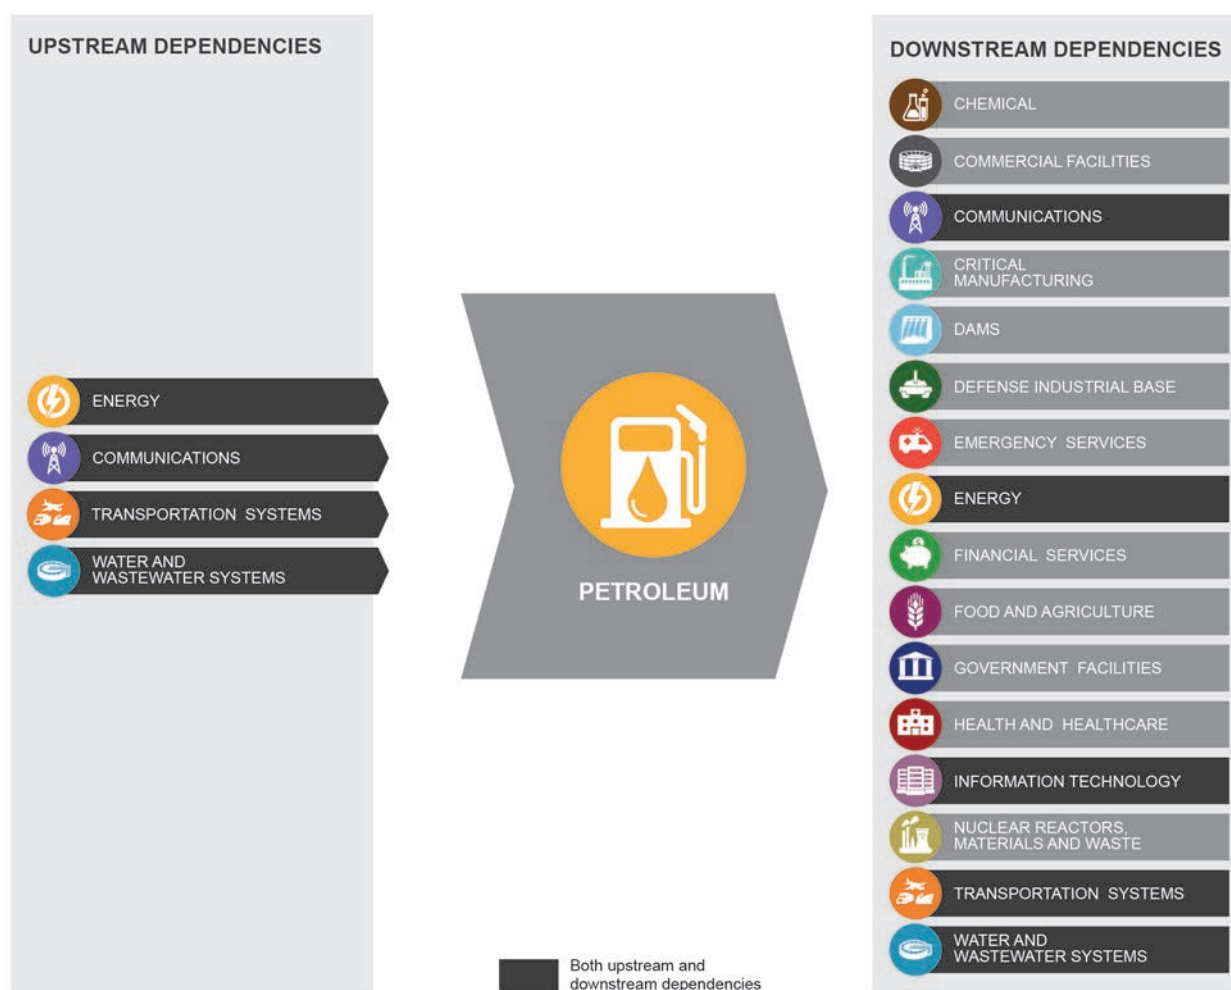 UPSTREAM DEPENDENCIES
ENERGY
COMMUNICATIONS
TRANSPORTATION SYSTEMS
WATER AND
WASTEWATER SYSTEMS
PETROLEUM
Both upstream and
downstream dependencies
DOWNSTREAM DEPENDENCIES
CHEMICAL
COMMERCIAL FACILITIES
COMMUNICATIONS
CRITICAL
MANUFACTURING
DAMS
DEFENSE INDUSTRIAL BASE
EMERGENCY SERVICES
ENERGY
FINANCIAL SERVICES
FOOD AND AGRICULTURE
GOVERNMENT FACILITIES
HEALTH AND HEALTHCARE
INFORMATION TECHNOLOGY
NUCLEAR REACTORS,
MATERIALS AND WASTE
TRANSPORTATION SYSTEMS
WATER AND
WASTEWATER SYSTEMS